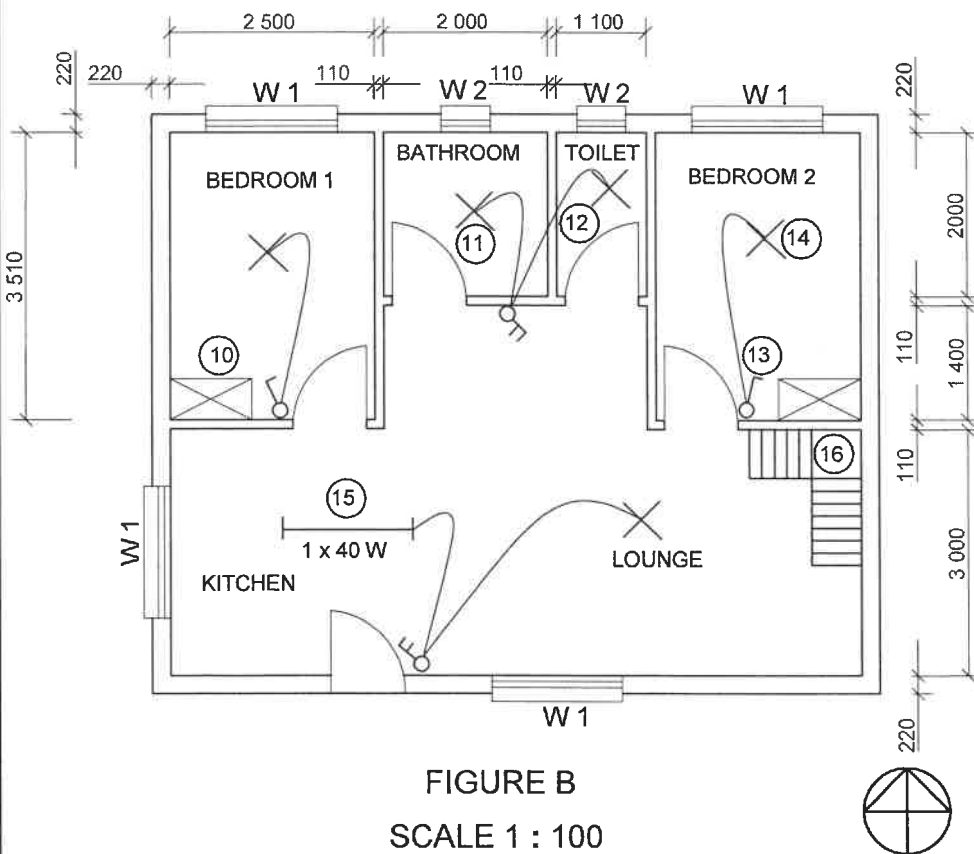 2 500 2 000 1 100
220 220 110 110 220
W 1 W 2 W 2 W 1
BATHROOM TOILET
BEDROOM 1 BEDROOM 2
3 510 2000
11 12 14
10 13 110 1 400
16 110
15
1 x 40 W
W 1 KITCHEN LOUNGE 3 000
W 1
220
FIGURE B
SCALE 1 : 100